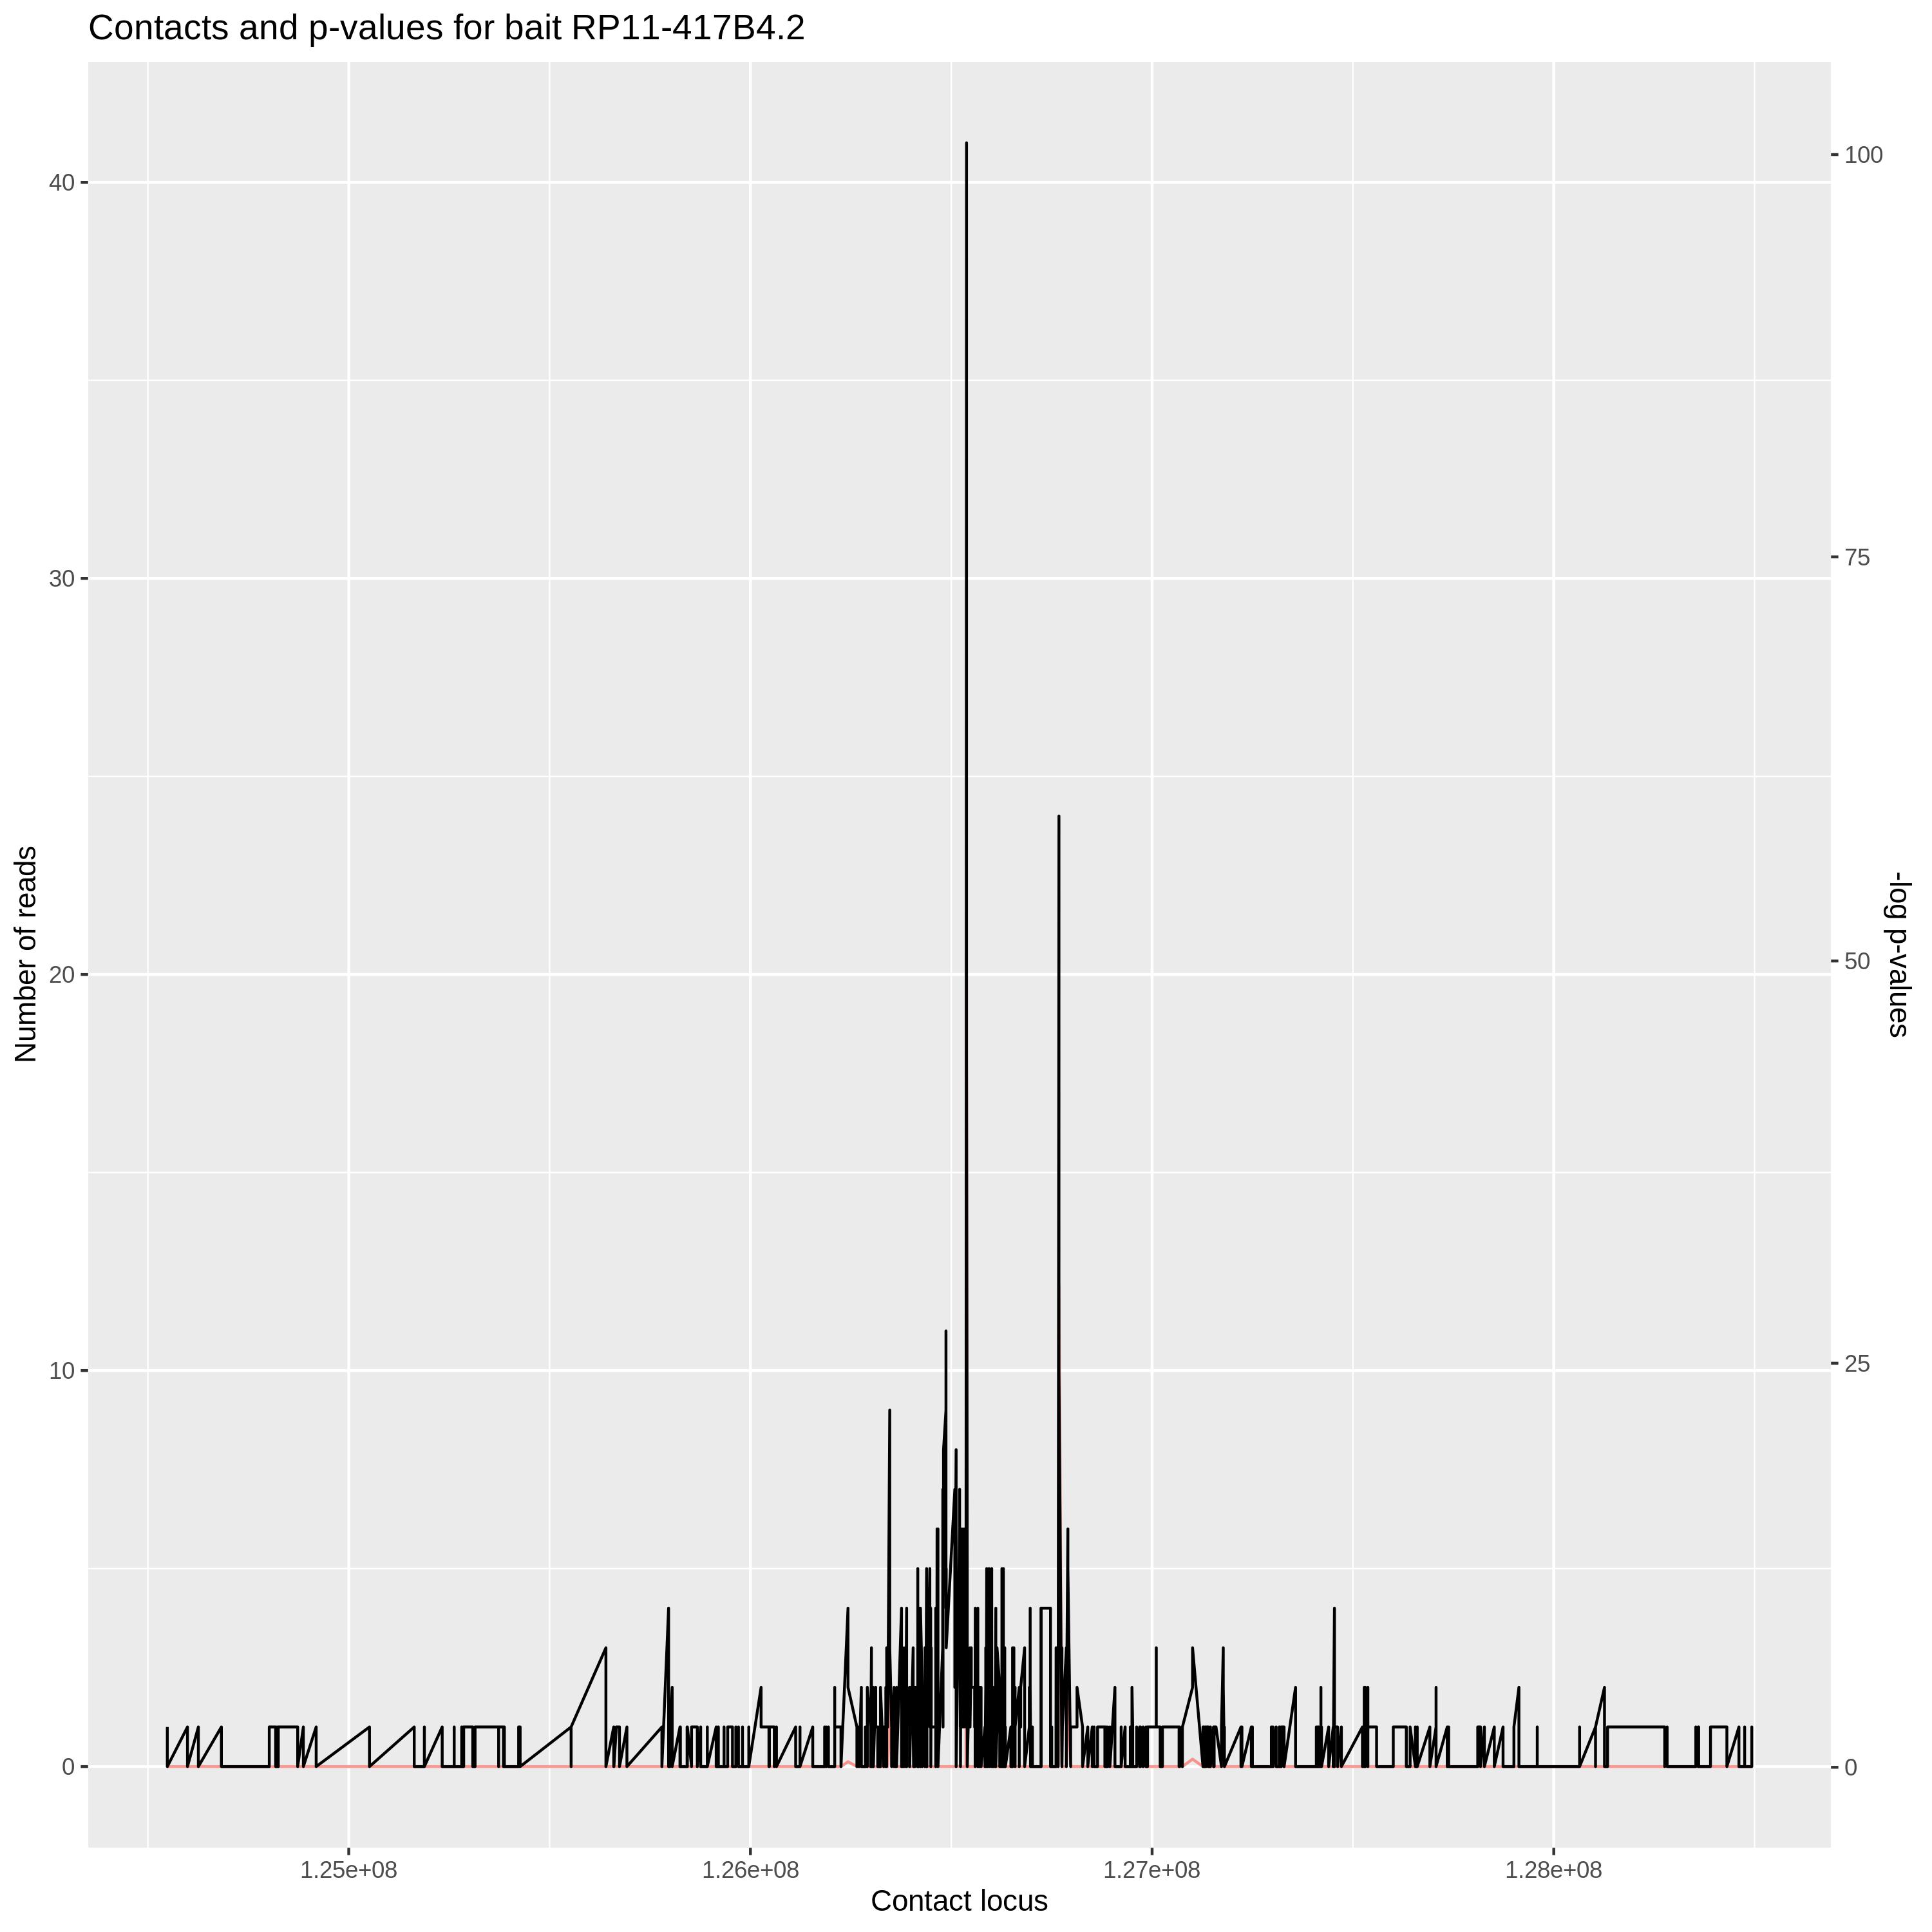 Contacts and p-values for bait RP11-417B4.2
40
30
20
10
0
Number of reads
100
75
50
25
0
-log p-values
1.25e+08
1.26e+08
1.27e+08
1.28e+08
Contact locus